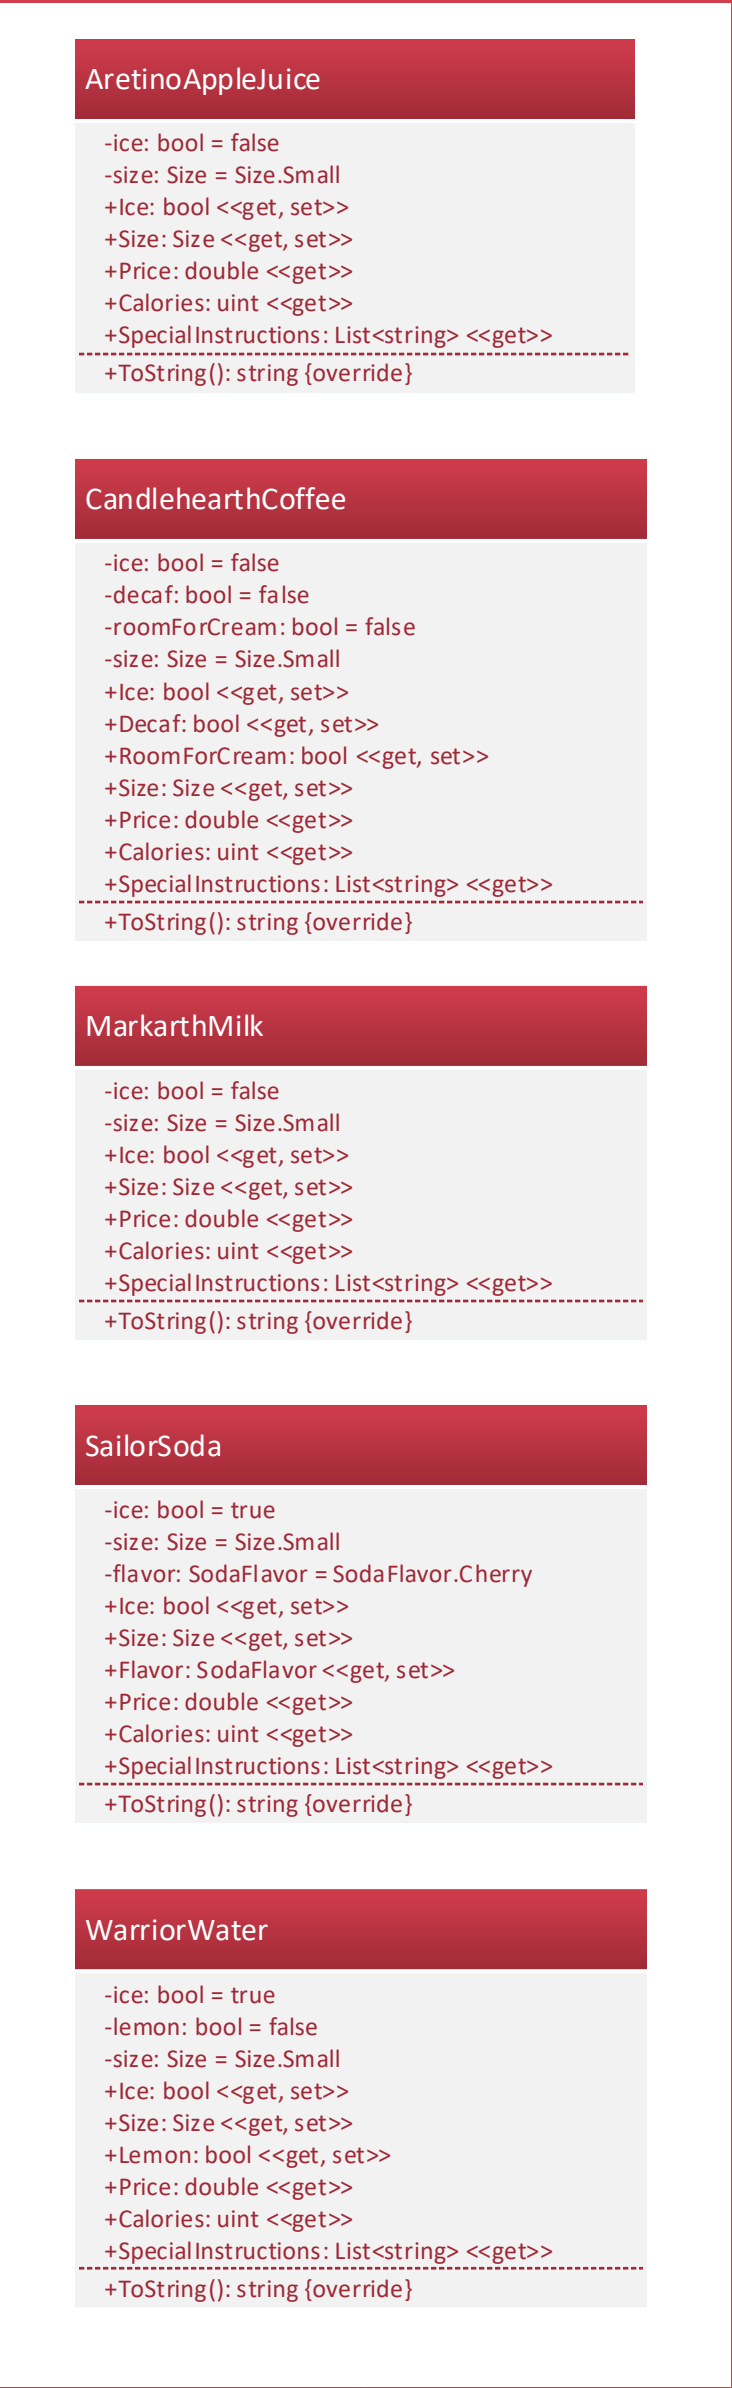 AretinoAppleJuice
-ice: bool = false
-size: Size = Size.Small
+Ice: bool <<get, set>>
+Size: Size <<get, set>>
+Price: double <<get>>
+Calories: uint <<get>>
+SpecialInstructions: List<string> <<get>>
+ToString(): string {override}
CandlehearthCoffee
-ice: bool = false
-decaf: bool = false
-roomForCream: bool = false
-size: Size = Size.Small
+Ice: bool <<get, set>>
+Decaf: bool <<get, set>>
+RoomForCream: bool <<get, set>>
+Size: Size <<get, set>>
+Price: double <<get>>
+Calories: uint <<get>>
+SpecialInstructions: List<string> <<get>>
+ToString(): string {override}
MarkarthMilk
-ice: bool = false
-size: Size = Size.Small
+Ice: bool <<get, set>>
+Size: Size <<get, set>>
+Price: double <<get>>
+Calories: uint <<get>>
+SpecialInstructions: List<string> <<get>>
+ToString(): string {override}
SailorSoda
-ice: bool = true
-size: Size = Size.Small
-flavor: SodaFlavor = SodaFlavor.Cherry
+Ice: bool <<get, set>>
+Size: Size <<get, set>>
+Flavor: SodaFlavor <<get, set>>
+Price: double <<get>>
+Calories: uint <<get>>
+SpecialInstructions: List<string> <<get>>
+ToString(): string {override}
WarriorWater
-ice: bool = true
-lemon: bool = false
-size: Size = Size.Small
+Ice: bool <<get, set>>
+Size: Size <<get, set>>
+Lemon: bool <<get, set>>
+Price: double <<get>>
+Calories: uint <<get>>
+SpecialInstructions: List<string> <<get>>
+ToString(): string {override}